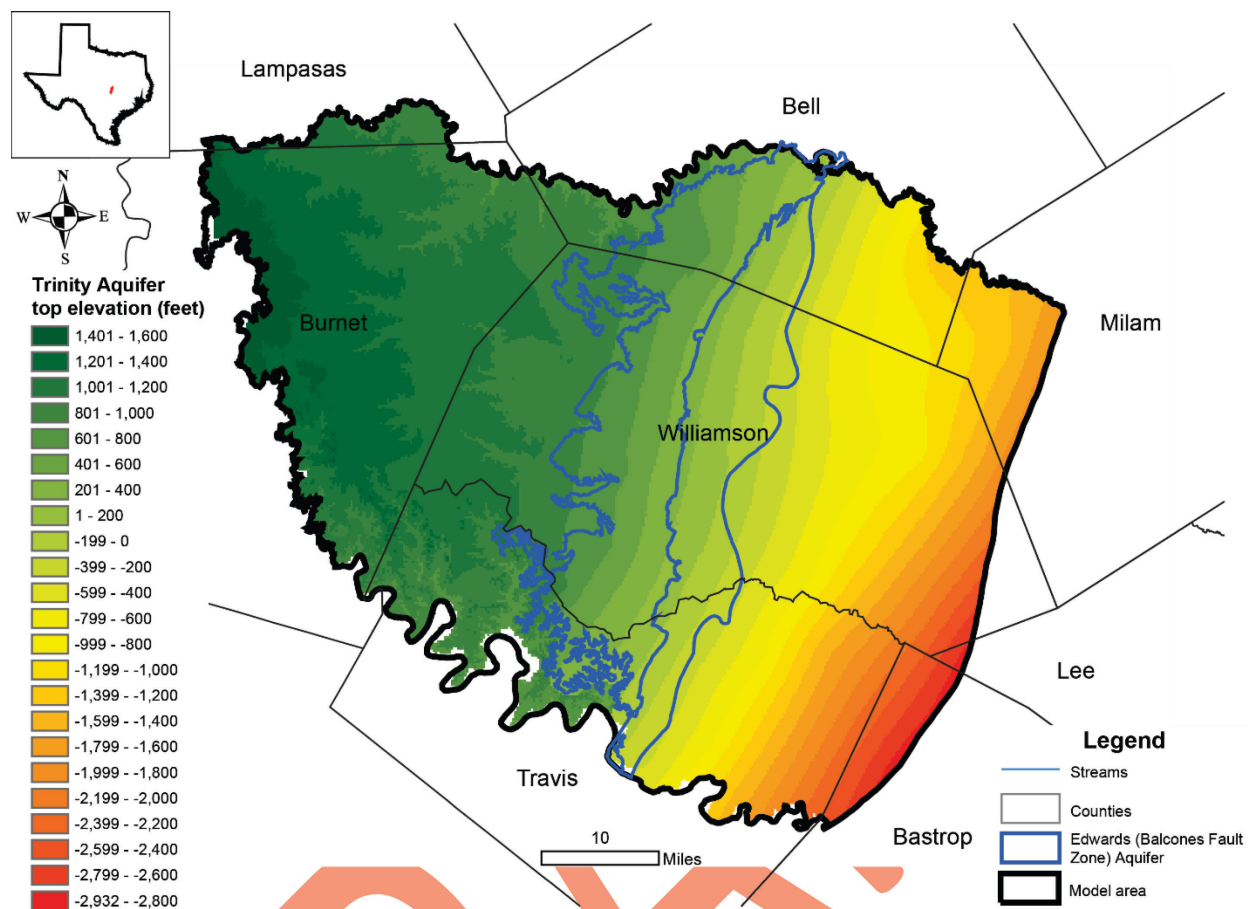 Lampasas
Bell
N
W
E
S
Trinity Aquifer
top elevation (feet)
1,401 - 1,600
1,201 - 1,400
1,001 - 1,200
801 - 1,000
601 - 800
401 - 600
201 - 400
1 - 200
-199 - 0
-399 - -200
-599 - -400
-799 - -600
-999 - -800
-1,199 - -1,000
-1,399 - -1,200
-1,599 - -1,400
-1,799 - -1,600
-1,999 - -1,800
-2,199 - -2,000
-2,399 - -2,200
-2,599 - -2,400
-2,799 - -2,600
-2,932 - -2,800
Burnet
Milam
Williamson
Lee
Travis
Bastrop
10
Miles
Legend
Streams
Counties
Edwards (Balcones Fault
Zone) Aquifer
Model area